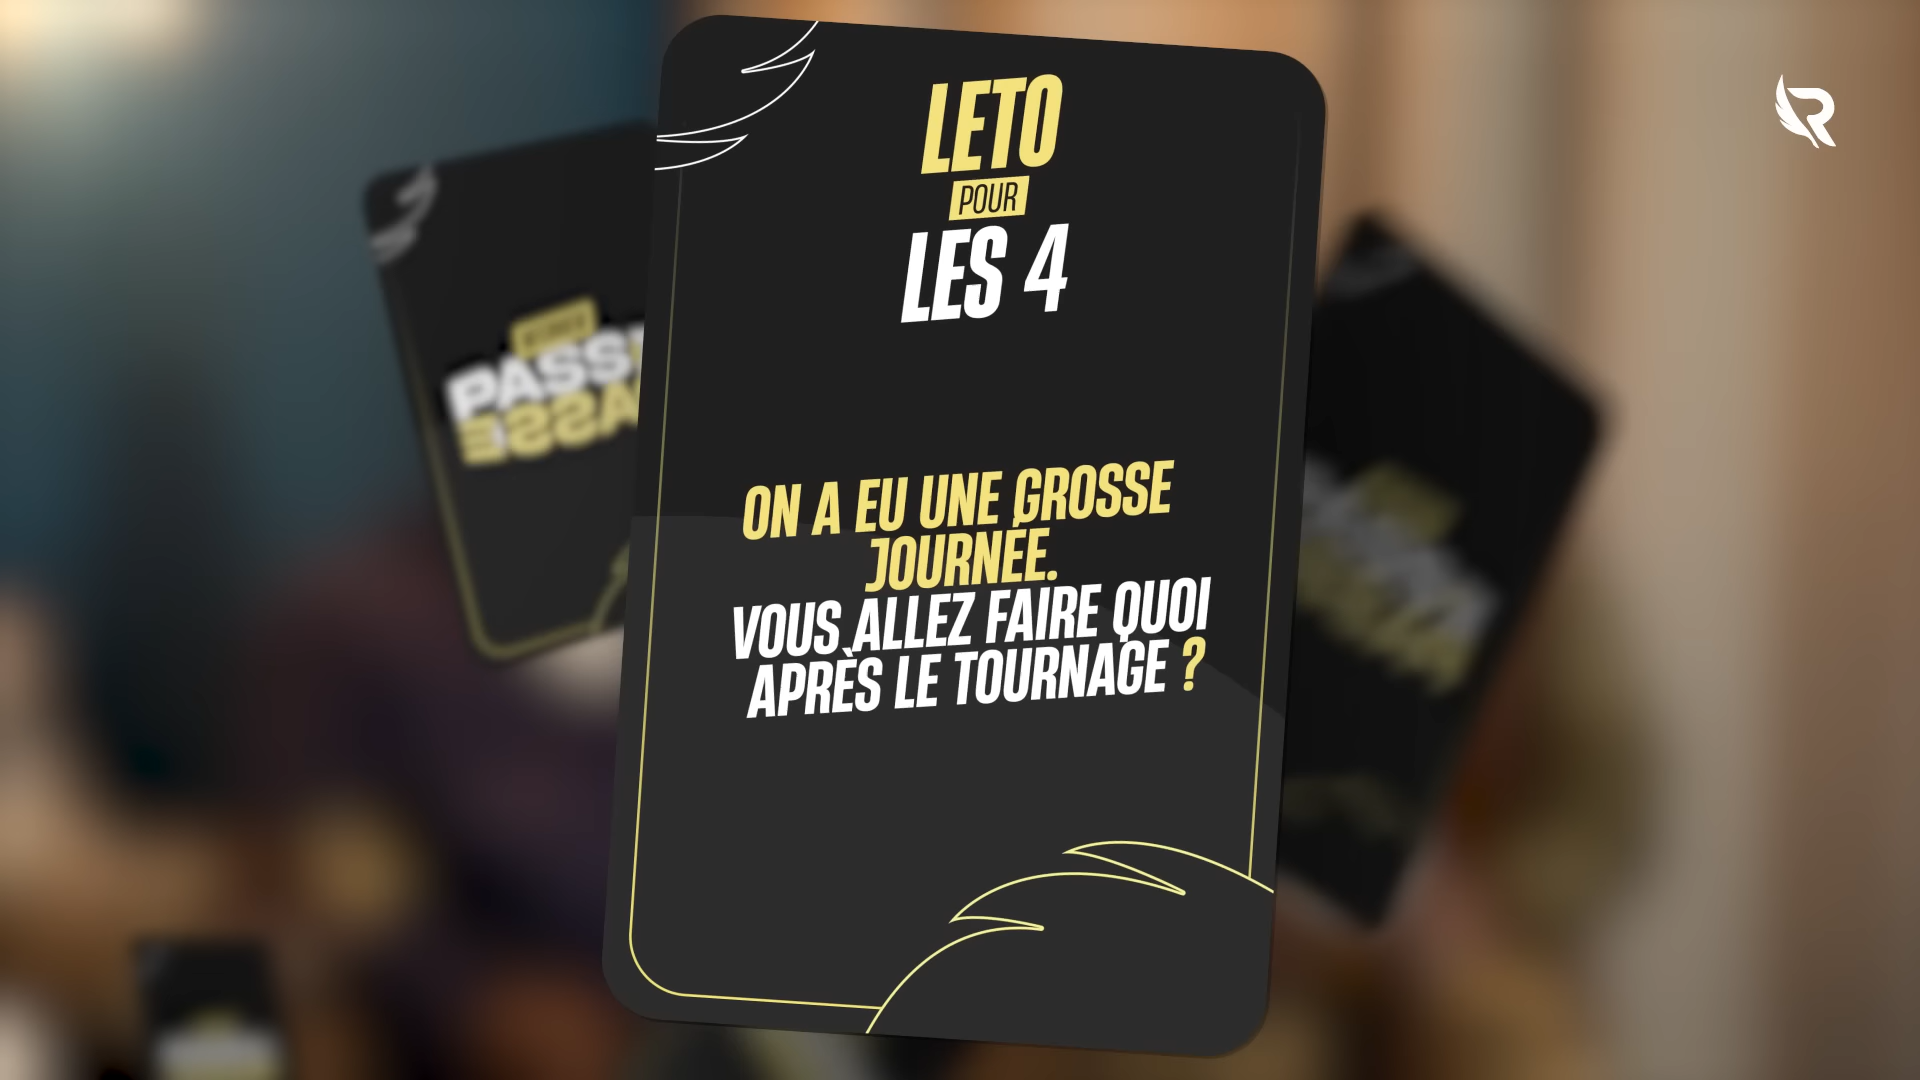 LETO
POUR
LES 4
ON A EU UNE GROSSE
JOURNÉE.
VOUS ALLEZ FAIRE QUOI
APRÈS LE TOURNAGE ?